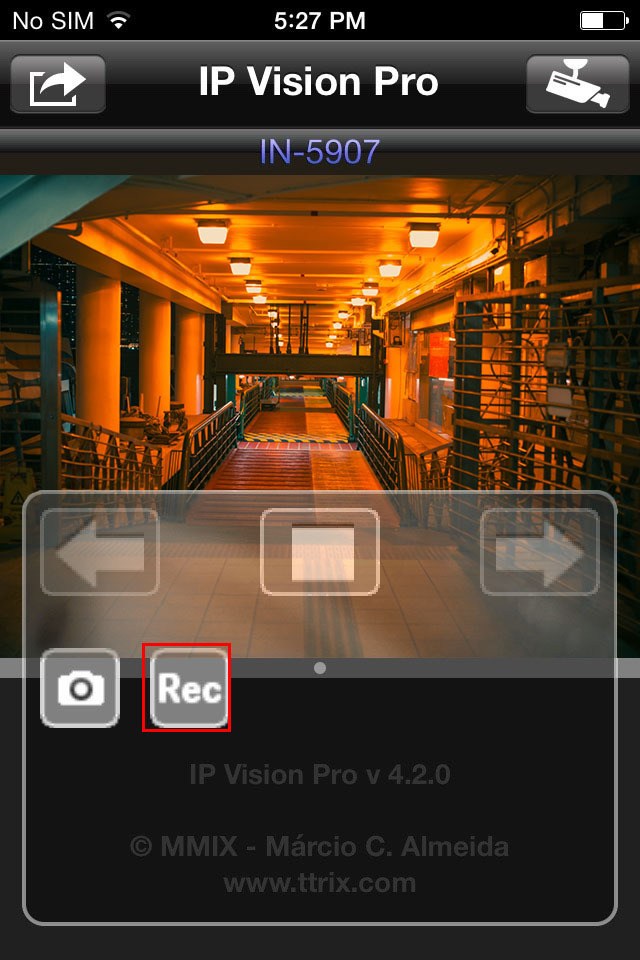 No SIM 5:27 PM
IP Vision Pro
IN-5907
Rec
IP Vision Pro v 4.2.0
© MMIX - Márcio C. Almeida
www.ttrix.com